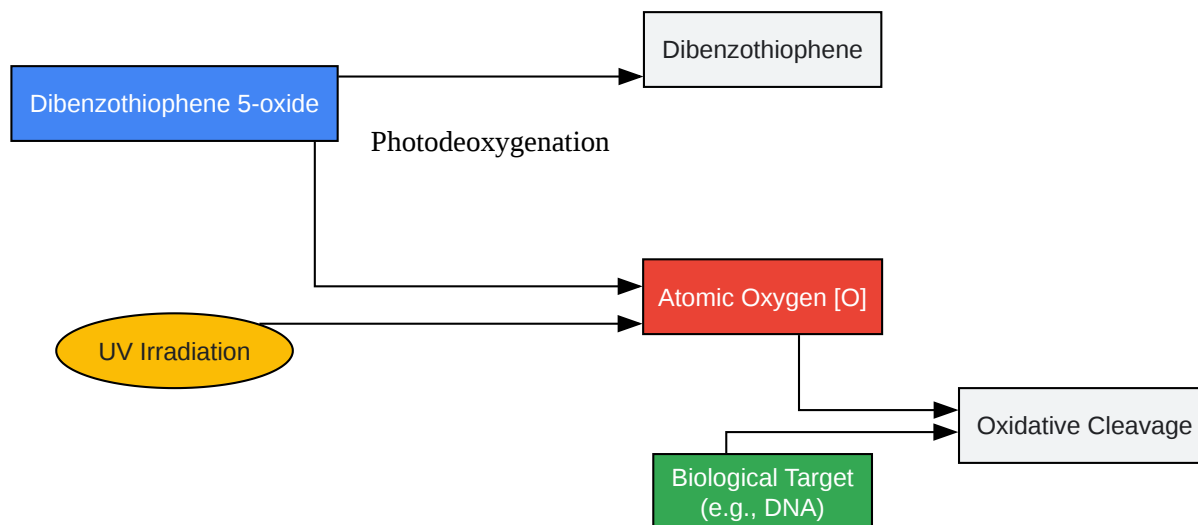 Dibenzothiophene
Dibenzothiophene 5-oxide
Photodeoxygenation
Atomic Oxygen [O]
UV Irradiation
Oxidative Cleavage
Biological Target
(e.g., DNA)